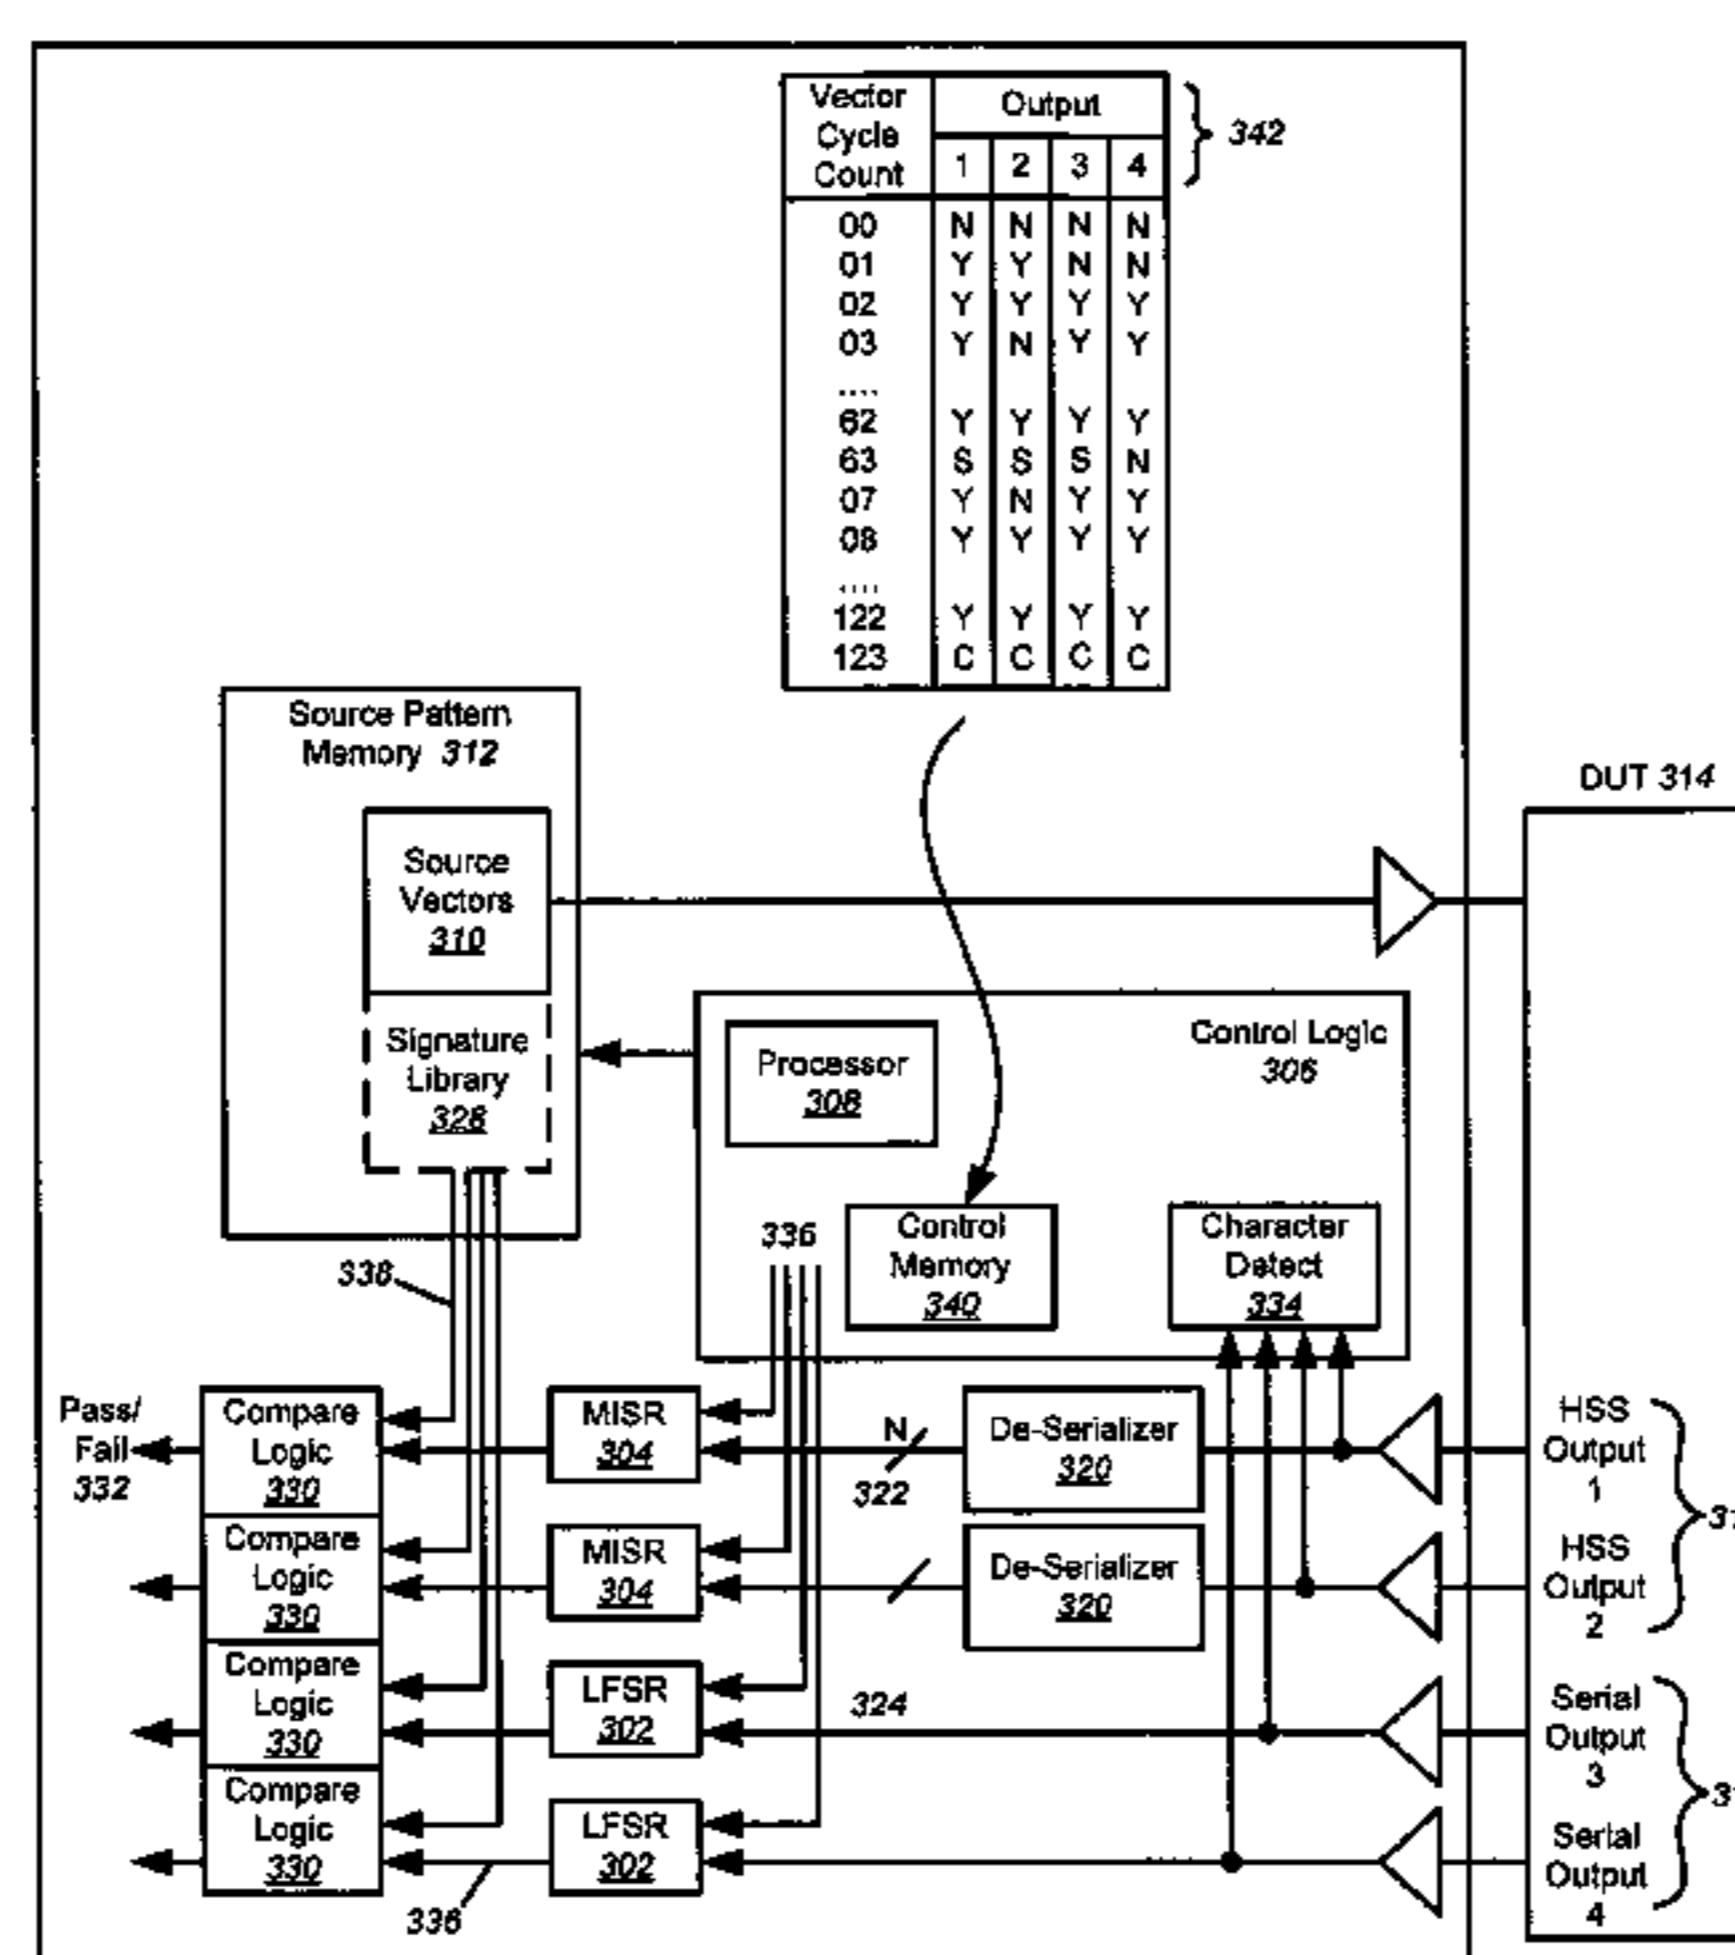 Vector
Cycle
Count
Output
1 2 3 4
342
00 N N N N
01 Y Y N N
02 Y Y Y Y
03 Y N Y Y
....
62 Y Y Y Y
63 S S S N
07 Y N Y Y
08 Y Y Y Y
....
122 Y Y Y Y
123 C C C C
Source Pattern
Memory 312
Source
Vectors
310
Signature
Library
328
DUT 314
Processor
308
Control Logic
306
336
Control
Memory
340
Character
Detect
334
338
Pass/
Fail
332
Compare
Logic
330
MISR
304
N
322
De-Serializer
320
HSS
Output
1
Compare
Logic
330
MISR
304
De-Serializer
320
HSS
Output
2
Compare
Logic
330
LFSR
302
324
Serial
Output
3
Compare
Logic
330
LFSR
302
Serial
Output
4
336